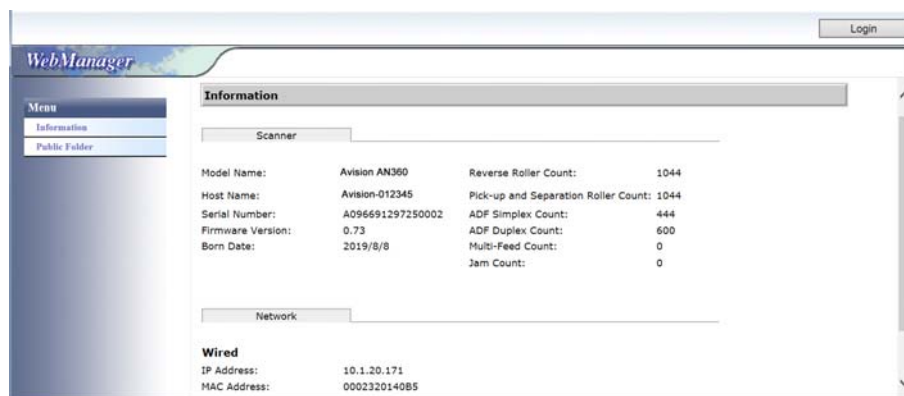 Login
WebManager
Menu
Information
Public Folder
Information
Scanner
Model Name: Avision AN360 Reverse Roller Count: 1044
Host Name: Avision-012345 Pick-up and Separation Roller Count: 1044
Serial Number: A096691297250002 ADF Simplex Count: 444
Firmware Version: 0.73 ADF Duplex Count: 600
Born Date: 2019/8/8 Multi-Feed Count: 0
Jam Count: 0
Network
Wired
IP Address: 10.1.20.171
MAC Address: 0002320140B5